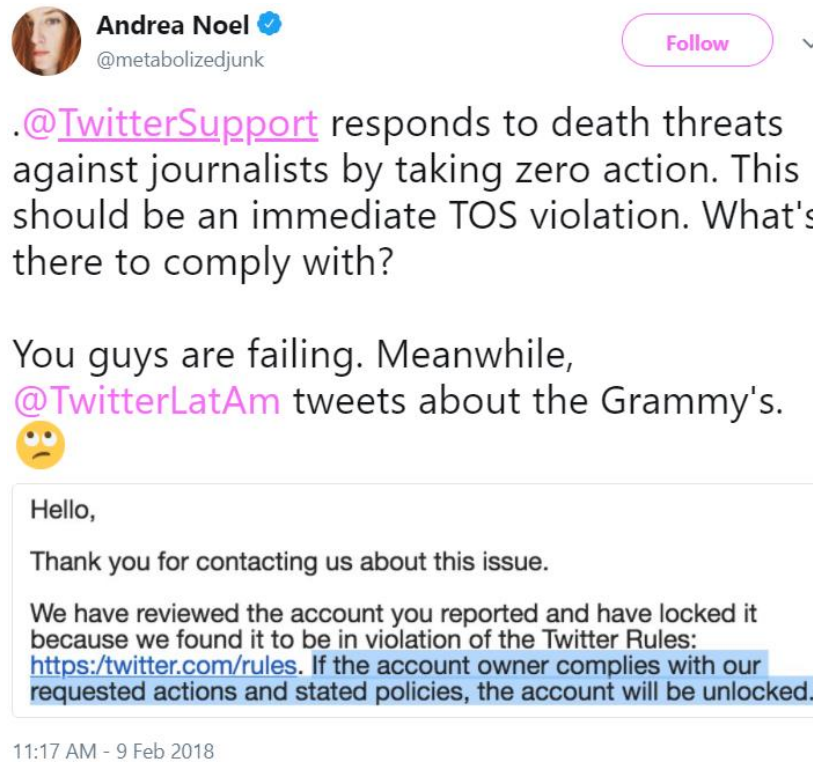 Andrea Noel
@metabolizedjunk
Follow
.@TwitterSupport responds to death threats
against journalists by taking zero action. This
should be an immediate TOS violation. What's
there to comply with?
You guys are failing. Meanwhile,
@TwitterLatAm tweets about the Grammy's.
Hello,
Thank you for contacting us about this issue.
We have reviewed the account you reported and have locked it
because we found it to be in violation of the Twitter Rules:
https:/twitter.com/rules. If the account owner complies with our
requested actions and stated policies, the account will be unlocked.
11:17 AM - 9 Feb 2018